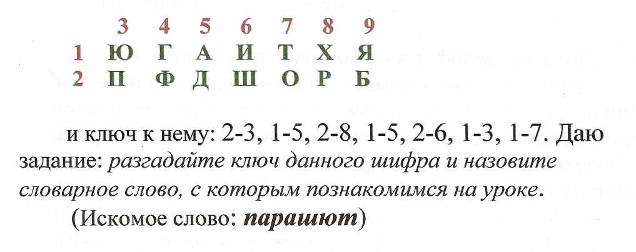 3 4 5 6 7 8 9
1 Ю Г А И Т Х Я
2 П Ф Д Ш О Р Б
и ключ к нему: 2-3, 1-5, 2-8, 1-5, 2-6, 1-3, 1-7. Даю
задание: разгадайте ключ данного шифра и назовите
словарное слово, с которым познакомимся на уроке.
(Искомое слово: парашют)